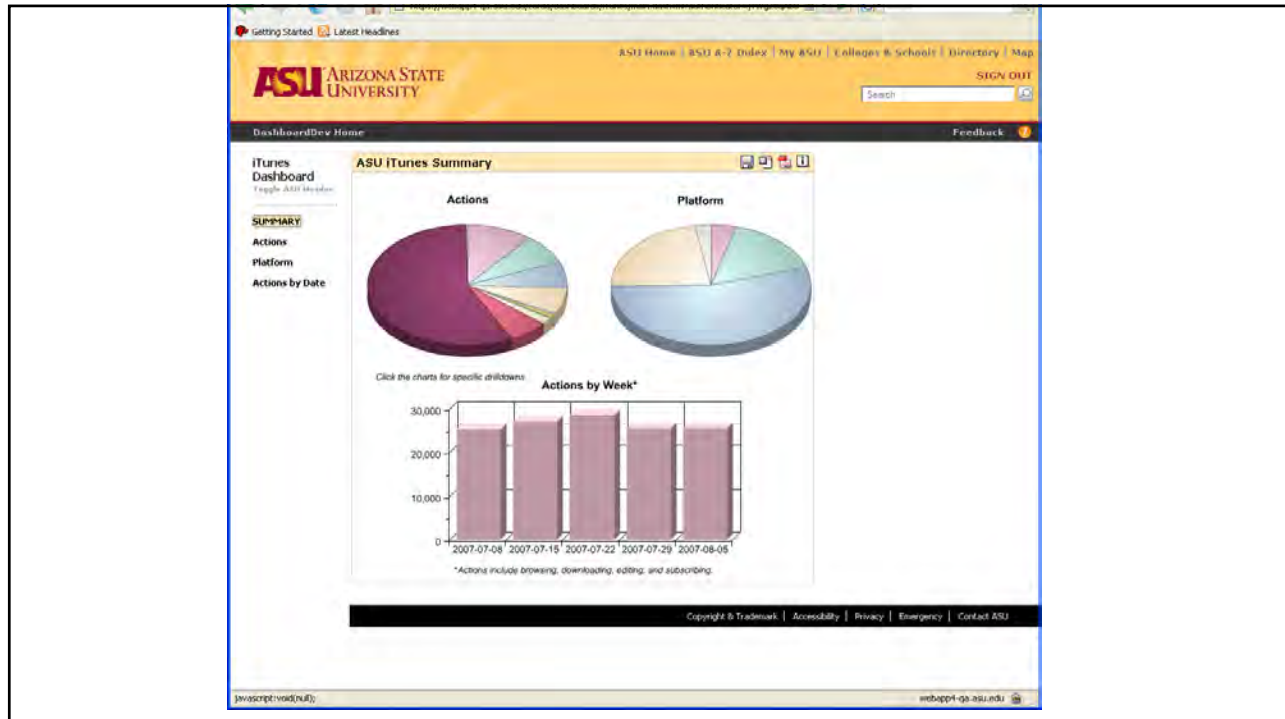 Getting Started Latest Headlines
ASU Home | ASU A-Z Index | My ASU | Colleges & Schools | Directory | Map
ASU ARIZONA STATE
UNIVERSITY
SIGN OUT
Search
DashboardDev Home Feedback
iTunes
Dashboard
Toggle ASU Header
SUMMARY
Actions
Platform
Actions by Date
ASU iTunes Summary
Actions Platform
Click the charts for specific drilldowns
Actions by Week*
30,000
20,000
10,000
0
2007-07-08 2007-07-15 2007-07-22 2007-07-29 2007-08-05
*Actions include browsing, downloading, editing, and subscribing.
Copyright & Trademark | Accessibility | Privacy | Emergency | Contact ASU
javascript:void(null); webapp4-qa.asu.edu